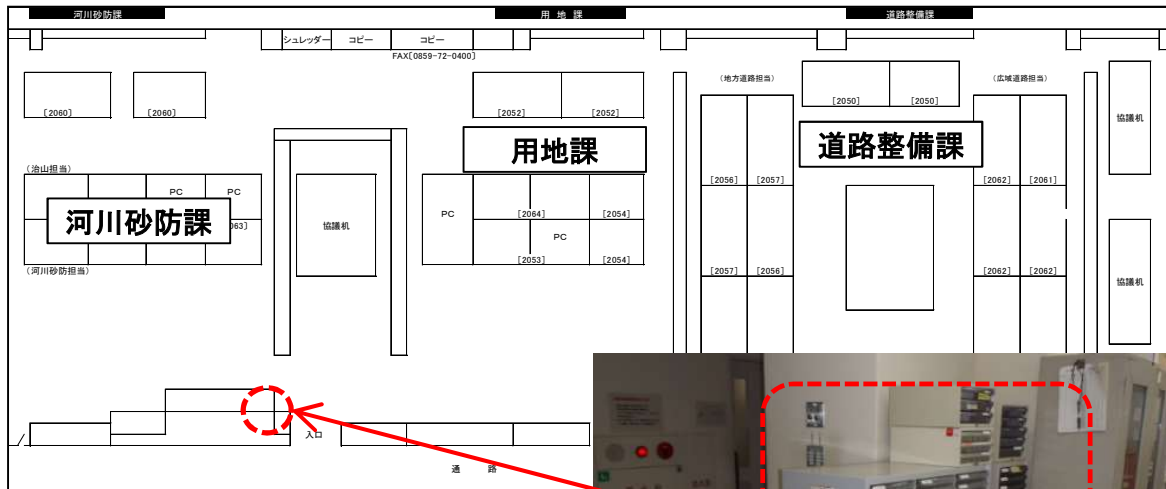 河川砂防課
用 地 課
道路整備課
シュレッダー
コピー
コピー
FAX[0859-72-0400]
(地方道路担当)
(広域道路担当)
[2060]
[2060]
[2052]
[2052]
[2050]
[2050]
協議机
用地課
道路整備課
(治山担当)
PC
PC
河川砂防課
063]
協議机
PC
[2064]
[2054]
PC
[2053]
[2054]
[2056]
[2057]
[2062]
[2061]
[2057]
[2056]
[2062]
[2062]
協議机
(河川砂防担当)
入口
通 路